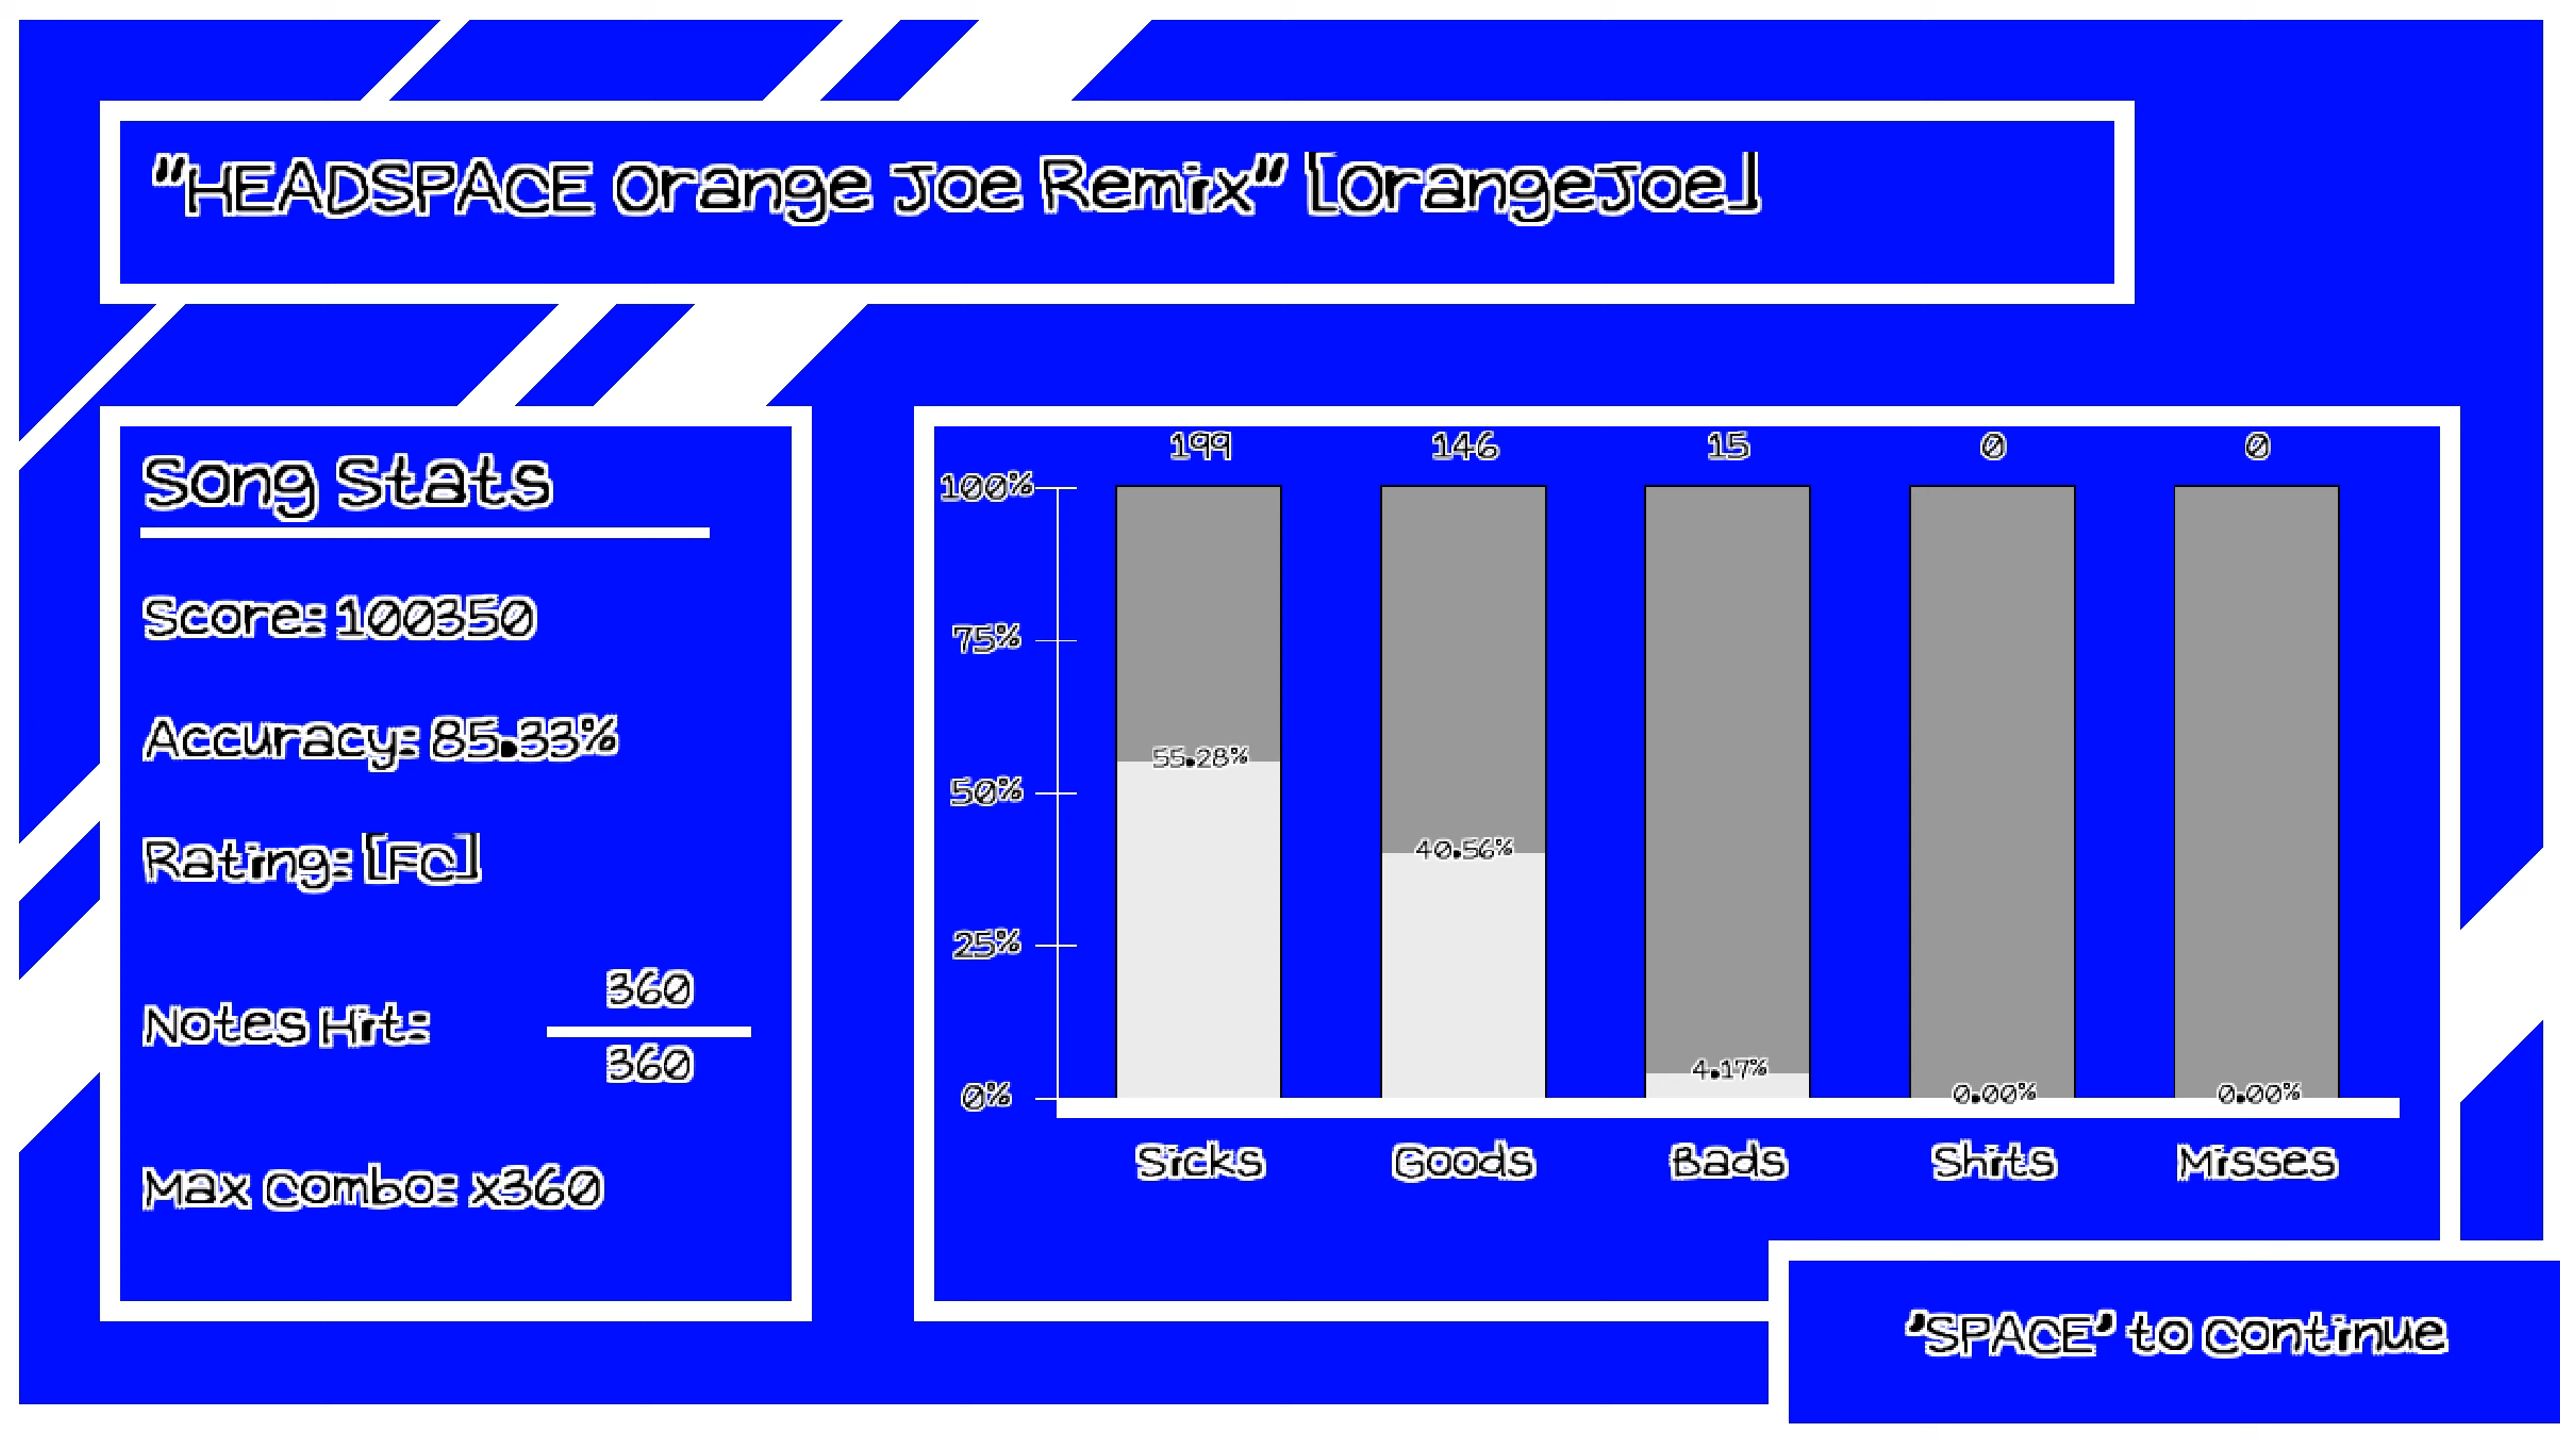 "HEADSPACE Orange Joe Remix" [OrangeJoe]
Song Stats
Score: 100350
Accuracy: 85.33%
Rating: [FC]
Notes Hit: 360
360
Max Combo: x360
199 146 15 0 0
100%
75%
50%
25%
0%
55.28% 40.56% 4.17% 0.00% 0.00%
Sicks Goods Bads Shits Misses
'SPACE' to continue